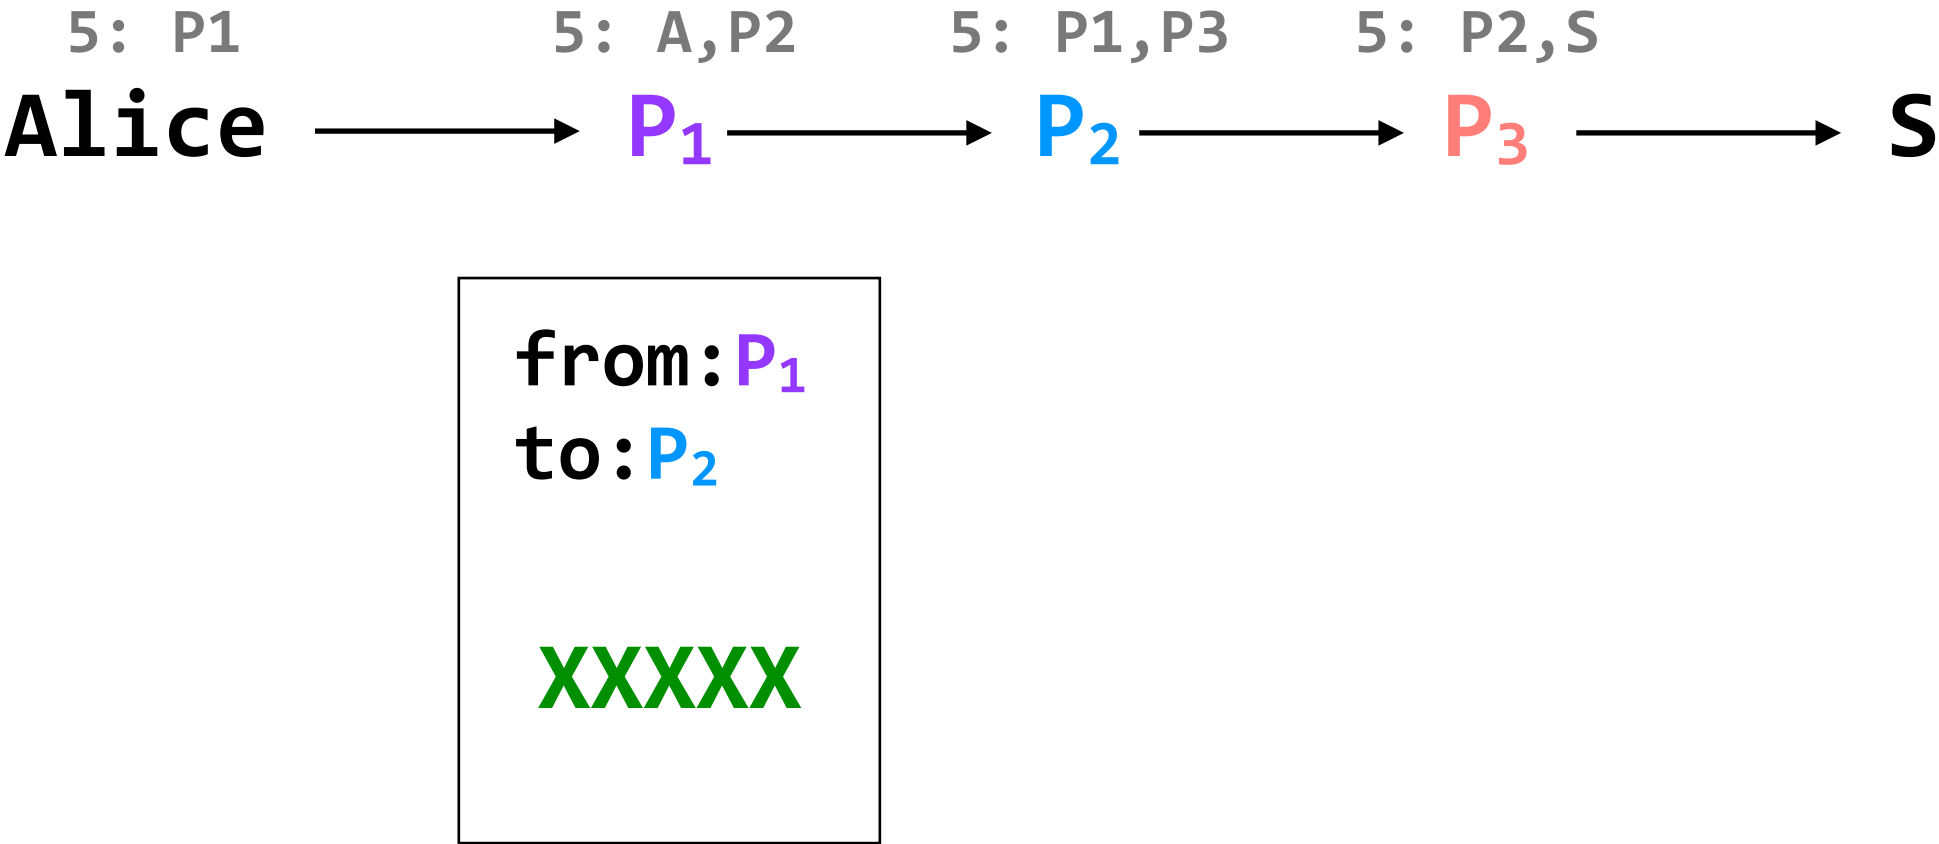 5: P1 5: A,P2 5: P1,P3 5: P2,S
Alice P1 P2 P3 S
from:P1
to:P2
XXXXX